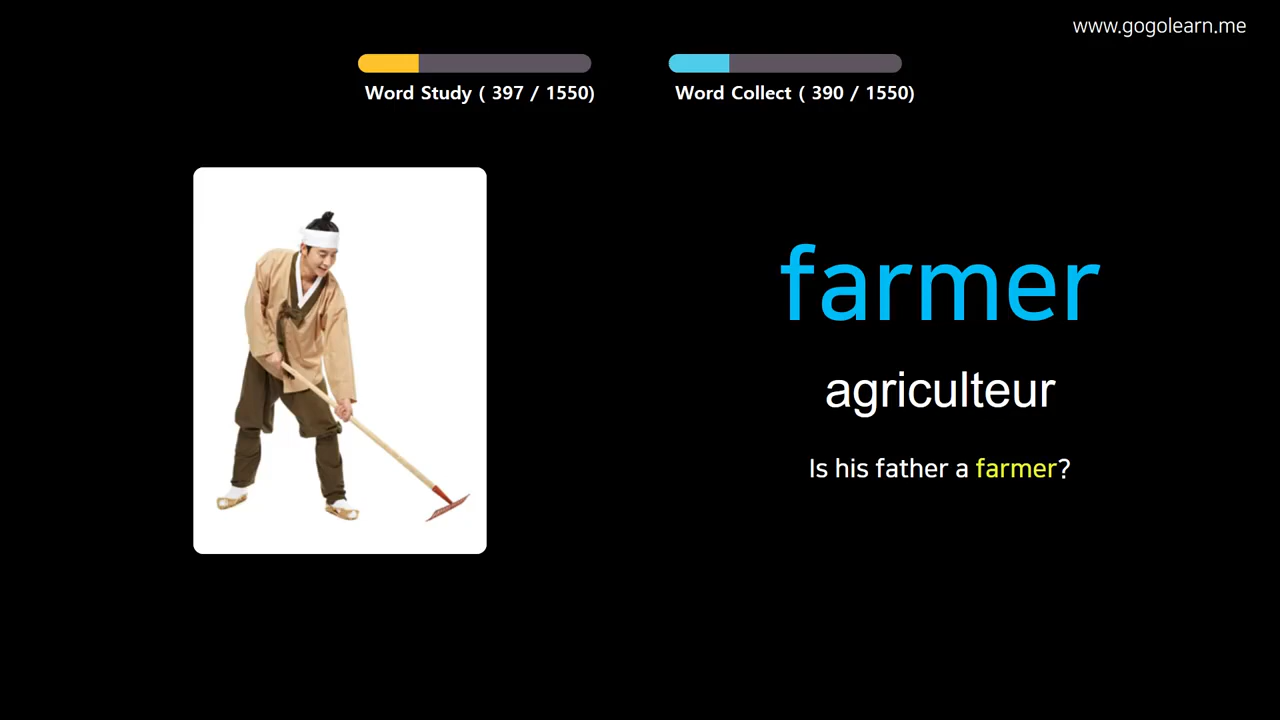 www.gogolearn.me
Word Study ( 397 / 1550)
Word Collect ( 390 / 1550)
farmer
agriculteur
Is his father a farmer?